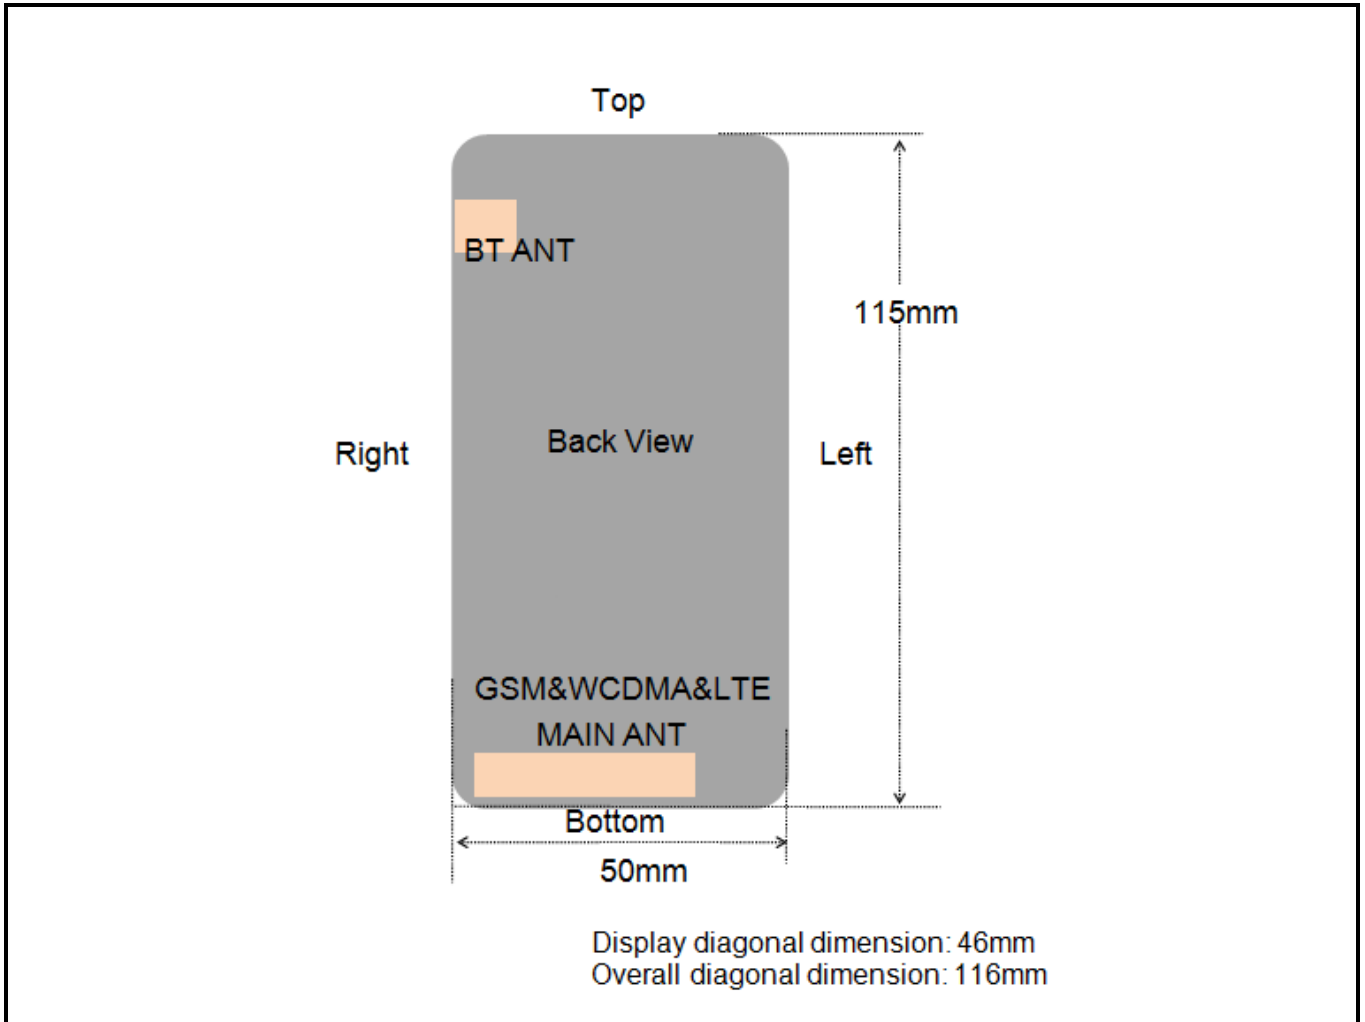 Top
BT ANT
115mm
Right
Back View
Left
GSM&WCDMA&LTE
MAIN ANT
Bottom
50mm
Display diagonal dimension: 46mm
Overall diagonal dimension: 116mm